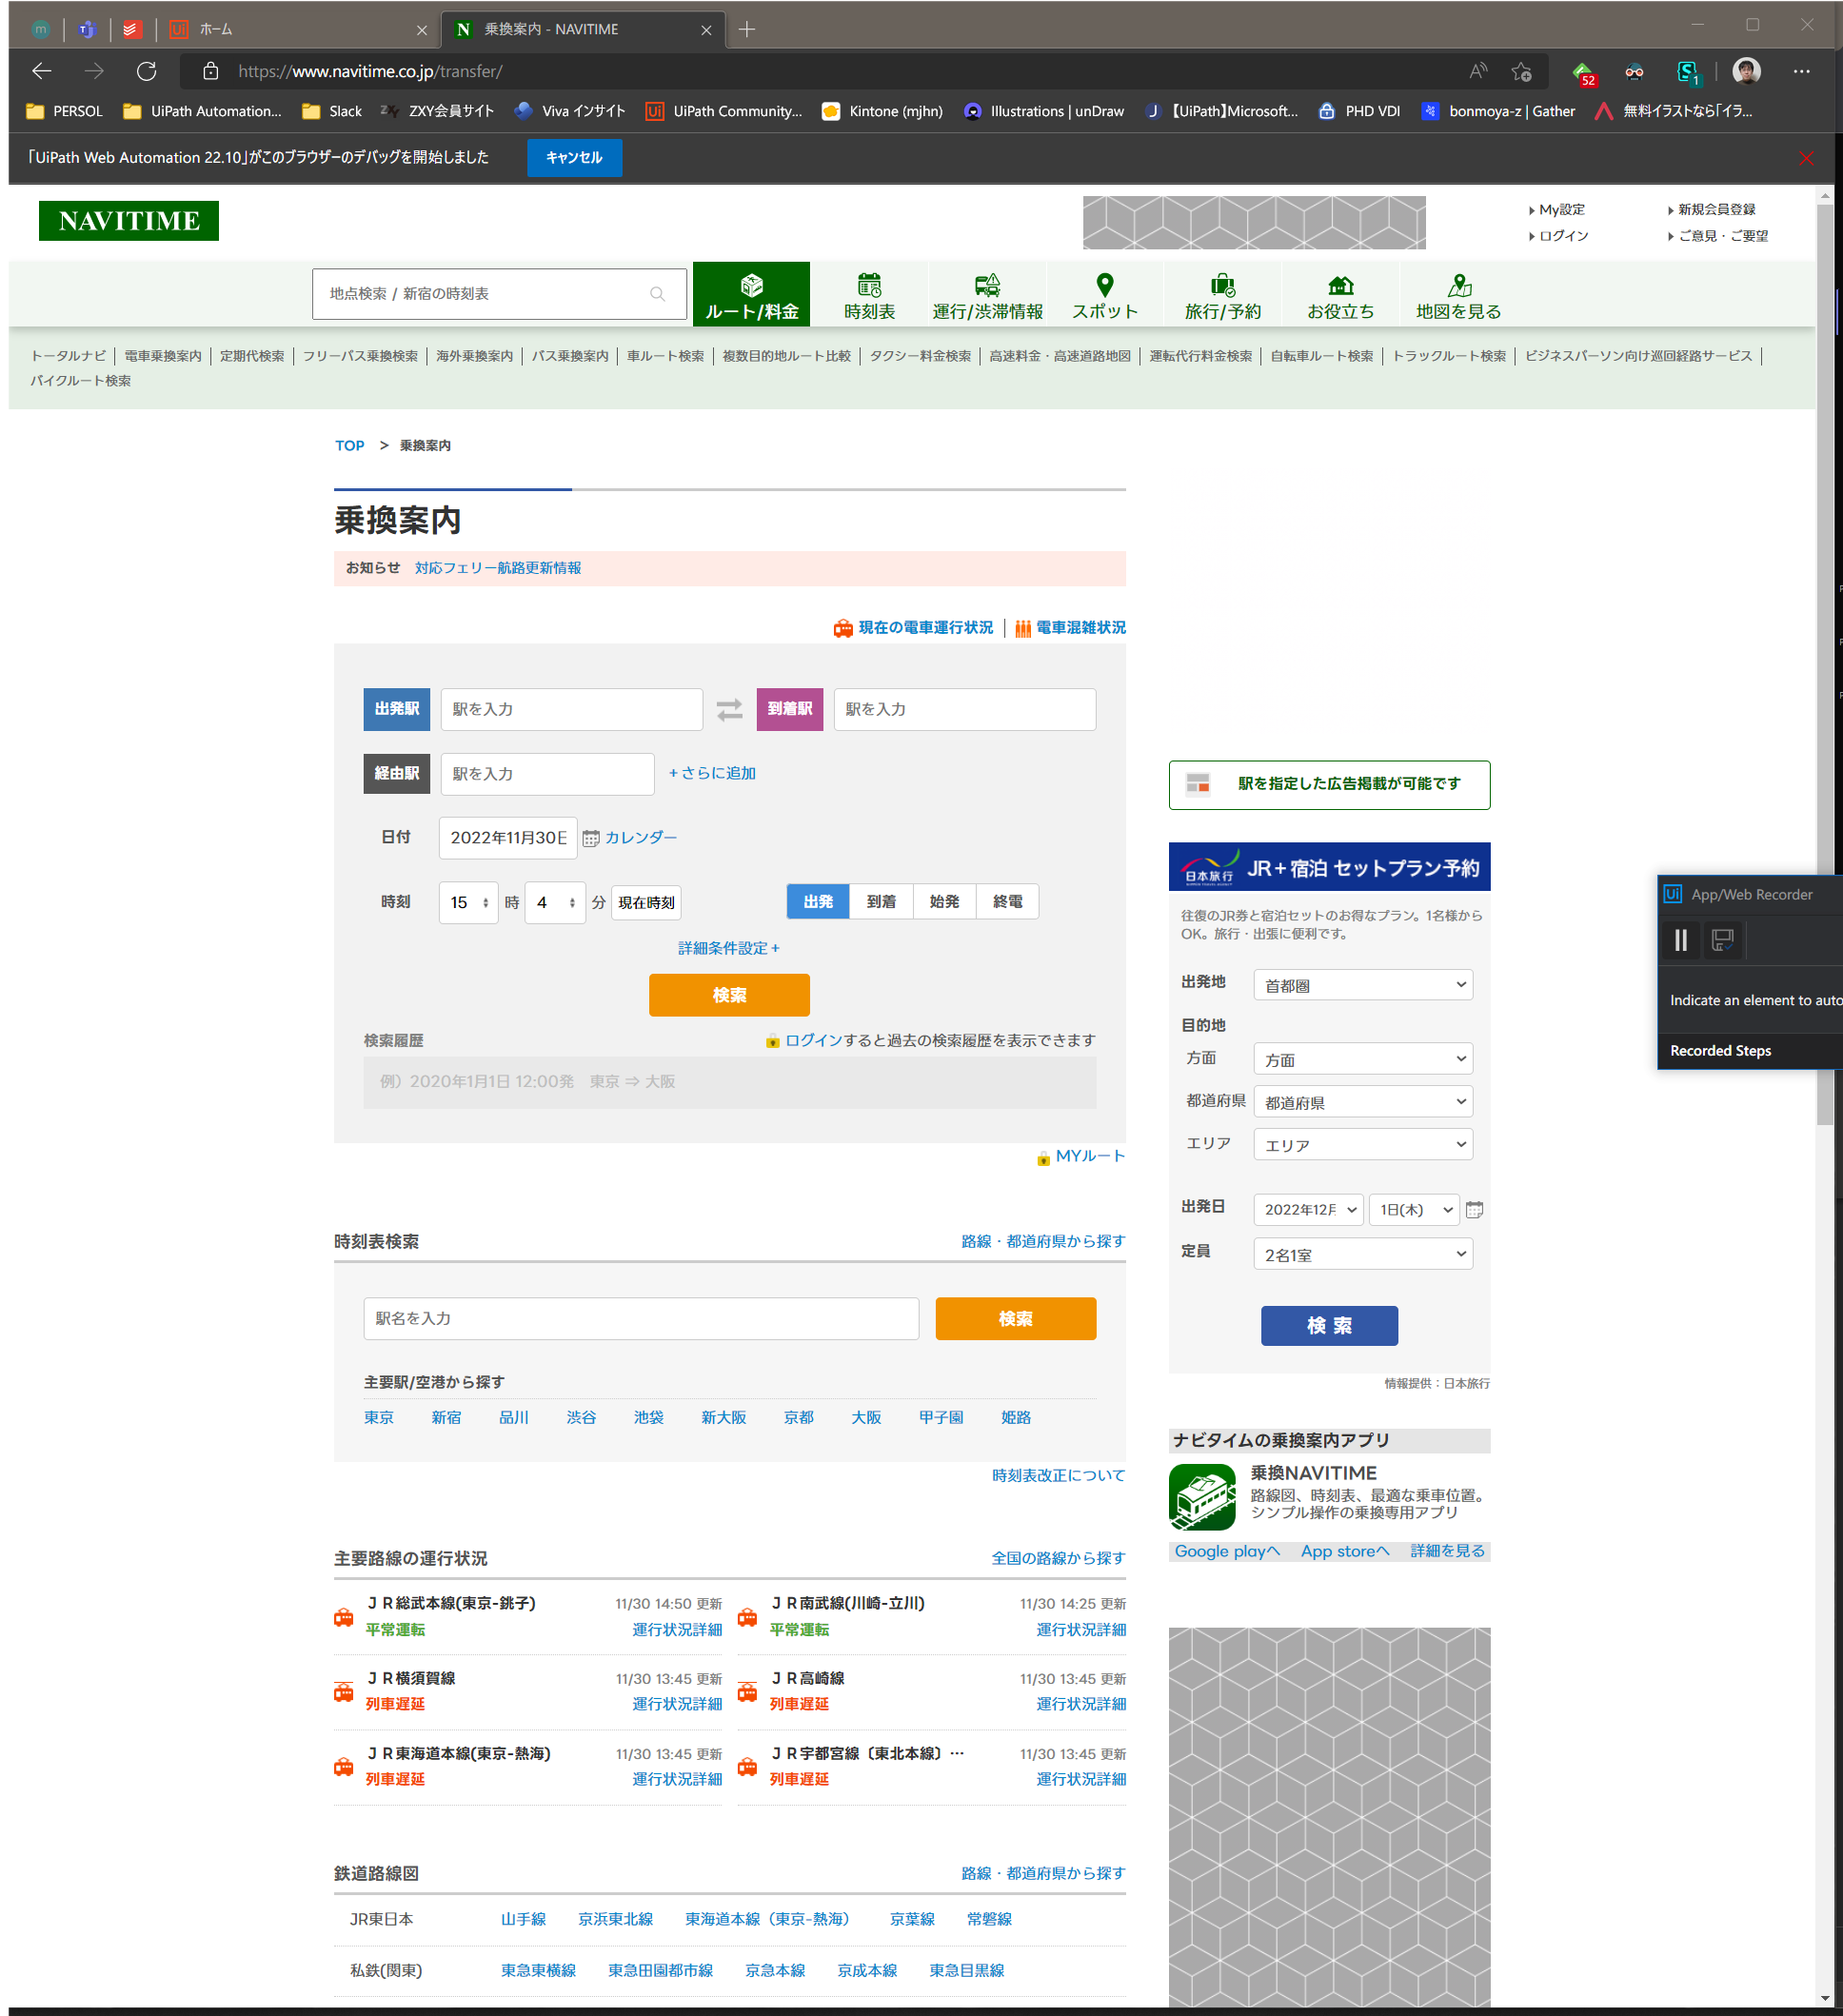 m
Ui ホーム
N 乗換案内 - NAVITIME
https://www.navitime.co.jp/transfer/
52
1
PERSOL UiPath Automation... Slack ZXY会員サイト Viva インサイト Ui UiPath Community... Kintone (mjhn) Illustrations | unDraw 【UiPath】Microsoft... PHD VDI bonmoya-z | Gather 無料イラストなら「イラ...
「UiPath Web Automation 22.10」がこのブラウザーのデバッグを開始しました キャンセル
NAVITIME
My設定 新規会員登録
ログイン ご意見・ご要望
地点検索 / 新宿の時刻表
ルート/料金 時刻表 運行/渋滞情報 スポット 旅行/予約 お役立ち 地図を見る
トータルナビ 電車乗換案内 定期代検索 フリーパス乗換検索 海外乗換案内 バス乗換案内 車ルート検索 複数目的地ルート比較 タクシー料金検索 高速料金・高速道路地図 運転代行料金検索 自転車ルート検索 トラックルート検索 ビジネスパーソン向け巡回経路サービス
バイクルート検索
TOP > 乗換案内
乗換案内
お知らせ 対応フェリー航路更新情報
現在の電車運行状況 電車混雑状況
出発駅 駅を入力 到着駅 駅を入力
経由駅 駅を入力 +さらに追加
日付 2022年11月30日 カレンダー
時刻 15 時 4 分 現在時刻 出発 到着 始発 終電
詳細条件設定+
検索
検索履歴 ログインすると過去の検索履歴を表示できます
例）2020年1月1日 12:00発 東京 ⇒ 大阪
MYルート
時刻表検索 路線・都道府県から探す
駅名を入力 検索
主要駅/空港から探す
東京 新宿 品川 渋谷 池袋 新大阪 京都 大阪 甲子園 姫路
時刻表改正について
主要路線の運行状況 全国の路線から探す
ＪＲ総武本線(東京-銚子) 11/30 14:50 更新
平常運転 運行状況詳細
ＪＲ南武線(川崎-立川) 11/30 14:25 更新
平常運転 運行状況詳細
ＪＲ横須賀線 11/30 13:45 更新
列車遅延 運行状況詳細
ＪＲ高崎線 11/30 13:45 更新
列車遅延 運行状況詳細
ＪＲ東海道本線(東京-熱海) 11/30 13:45 更新
列車遅延 運行状況詳細
ＪＲ宇都宮線〔東北本線〕… 11/30 13:45 更新
列車遅延 運行状況詳細
鉄道路線図 路線・都道府県から探す
JR東日本 山手線 京浜東北線 東海道本線（東京-熱海） 京葉線 常磐線
私鉄(関東) 東急東横線 東急田園都市線 京急本線 京成本線 東急目黒線
駅を指定した広告掲載が可能です
日本旅行 JR＋宿泊 セットプラン予約
往復のJR券と宿泊セットのお得なプラン。1名様から
OK。旅行・出張に便利です。
出発地 首都圏
目的地
方面 方面
都道府県 都道府県
エリア エリア
出発日 2022年12月 1日(木)
定員 2名1室
検 索
情報提供：日本旅行
ナビタイムの乗換案内アプリ
乗換NAVITIME
路線図、時刻表、最適な乗車位置。
シンプル操作の乗換専用アプリ
Google playへ App storeへ 詳細を見る
Ui App/Web Recorder
Indicate an element to auto
Recorded Steps